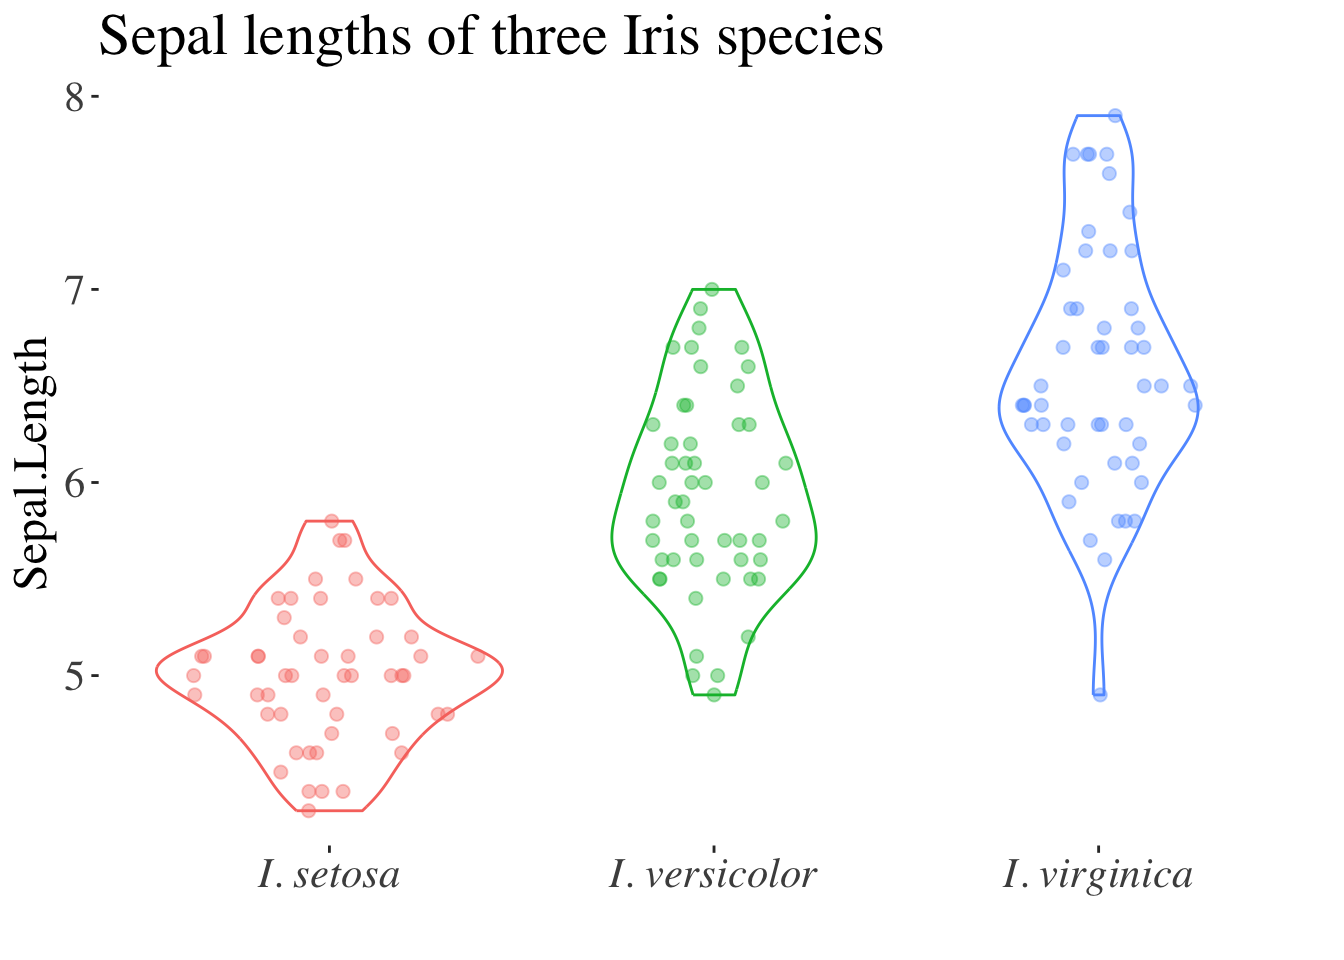 Sepal lengths of three Iris species
8
7
6
5
Sepal.Length
I. setosa
I. versicolor
I. virginica